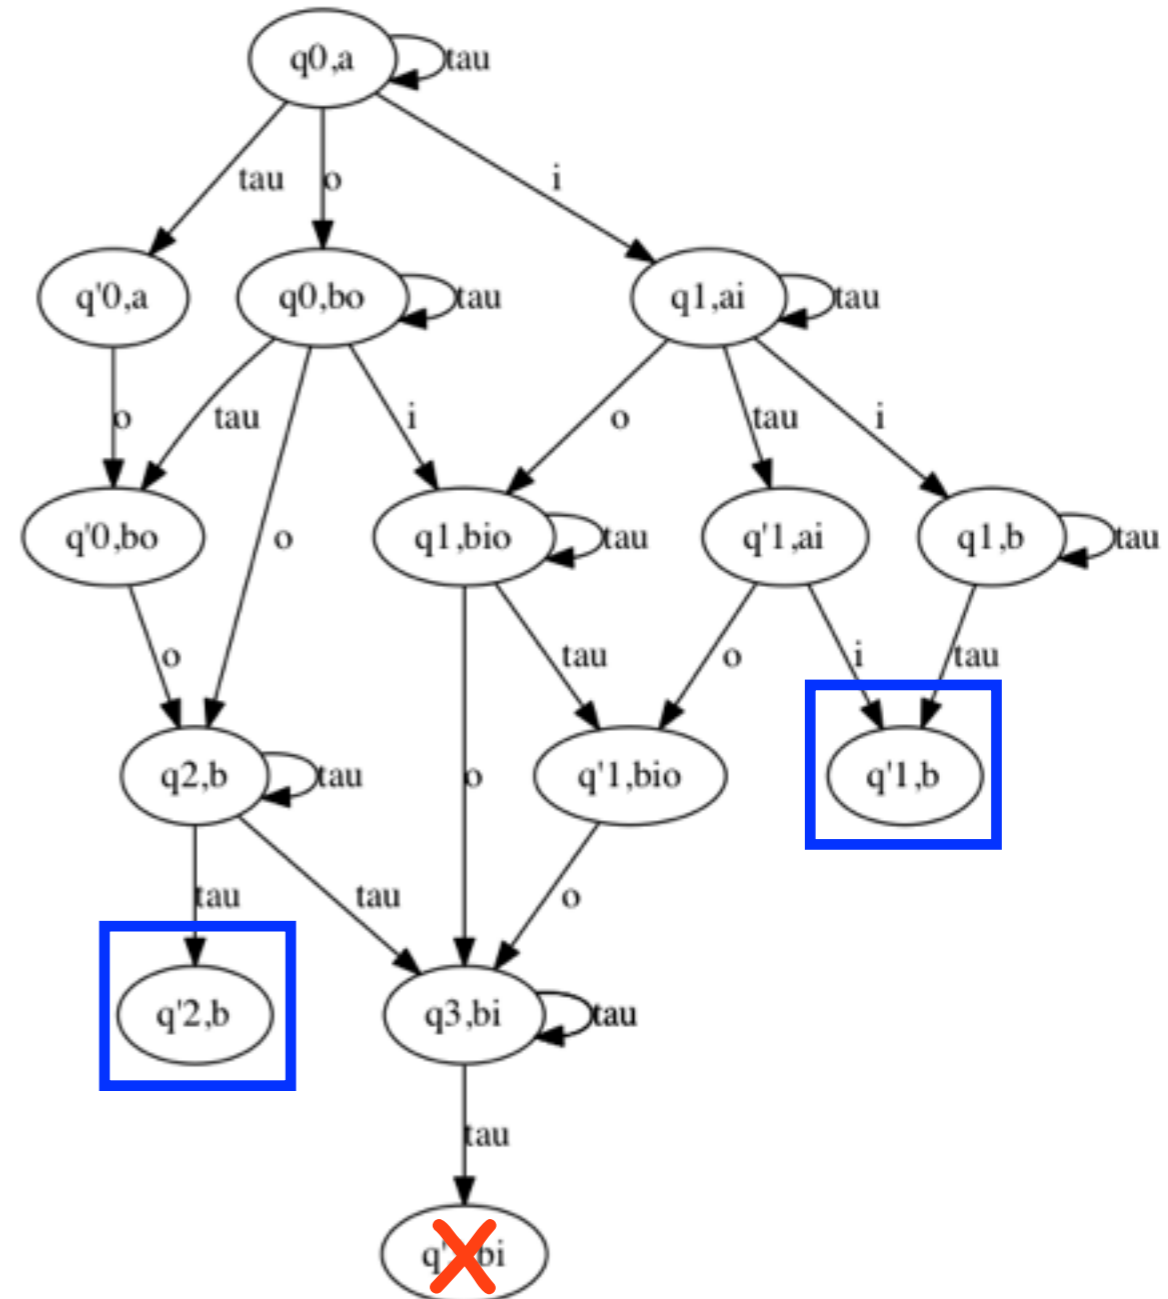 q0,a tau
tau o i
q'0,a q0,bo tau q1,ai tau
o tau o i o tau i
q'0,bo q1,bio tau q'1,ai q1,b tau
o tau o i tau
q2,b tau o q'1,bio q'1,b
tau tau o
q'2,b q3,bi tau
tau
bi